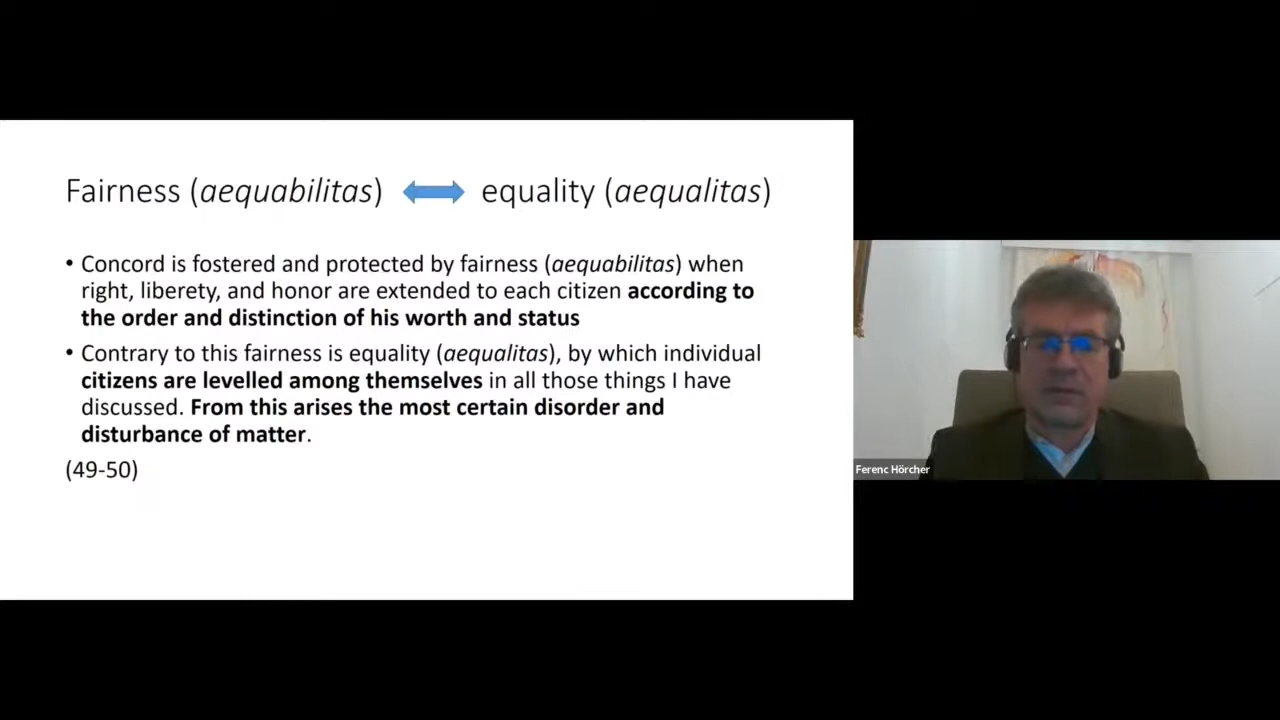 Fairness (aequabilitas) equality (aequalitas)
• Concord is fostered and protected by fairness (aequabilitas) when
right, liberety, and honor are extended to each citizen according to
the order and distinction of his worth and status
• Contrary to this fairness is equality (aequalitas), by which individual
citizens are levelled among themselves in all those things I have
discussed. From this arises the most certain disorder and
disturbance of matter.
(49-50)
Ferenc Hörcher